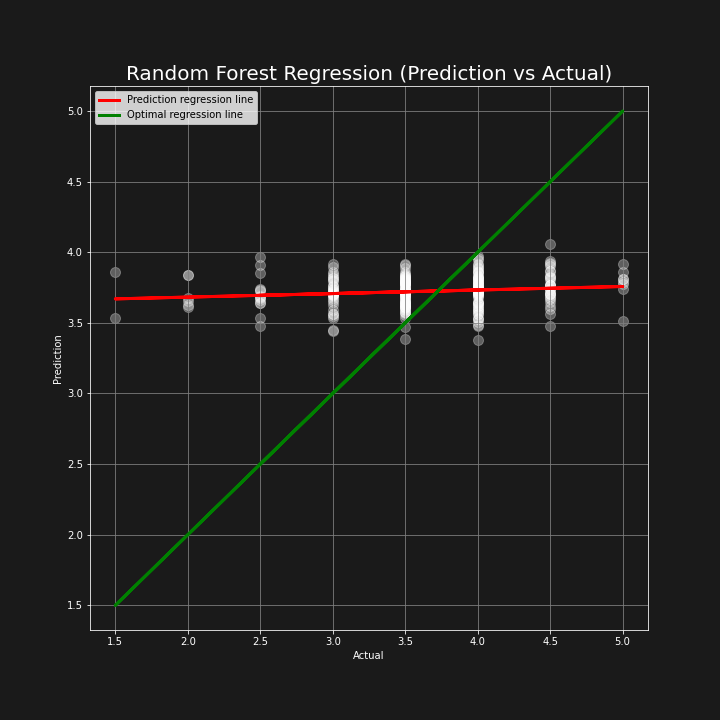 Random Forest Regression (Prediction vs Actual)
Prediction regression line
Optimal regression line
5.0
4.5
4.0
3.5
3.0
2.5
2.0
1.5
Prediction
1.5 2.0 2.5 3.0 3.5 4.0 4.5 5.0
Actual